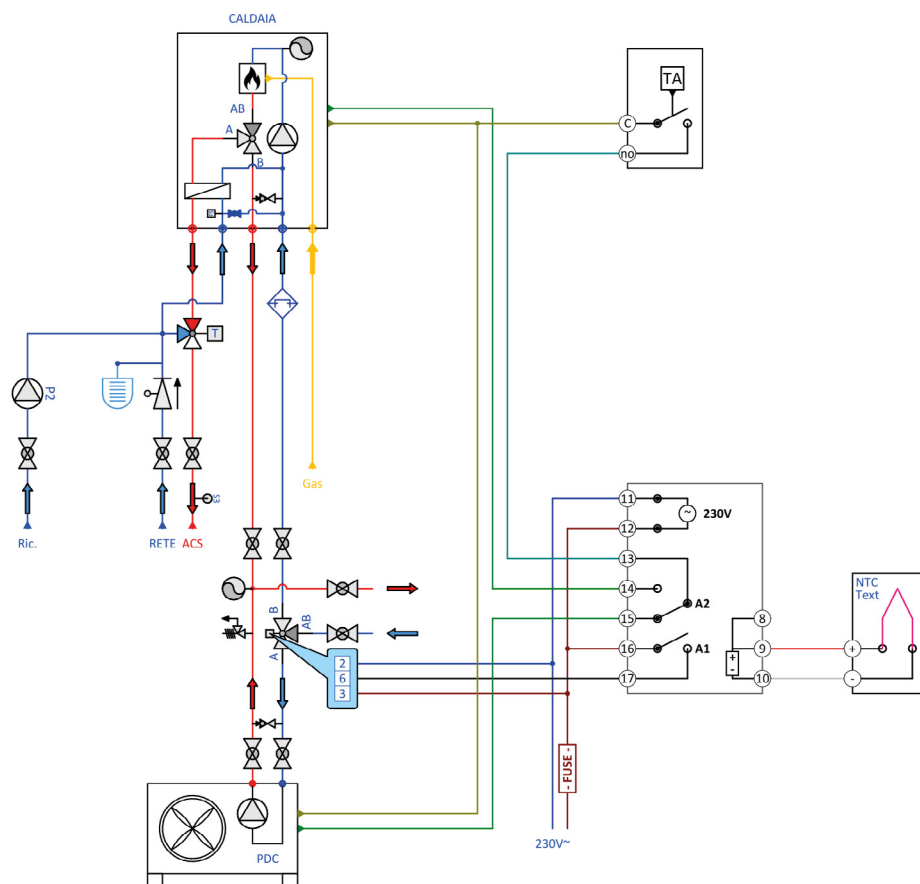 CALDAIA
TA
AB
A
C
B
no
T
P2
Gas
11
230V
12
S3
Ric.
RETE
ACS
13
NTC
Text
14
A2
B
AB
15
8
16
A1
9
+
+
-
A
2
6
17
10
-
3
- FUSE -
230V~
PDC